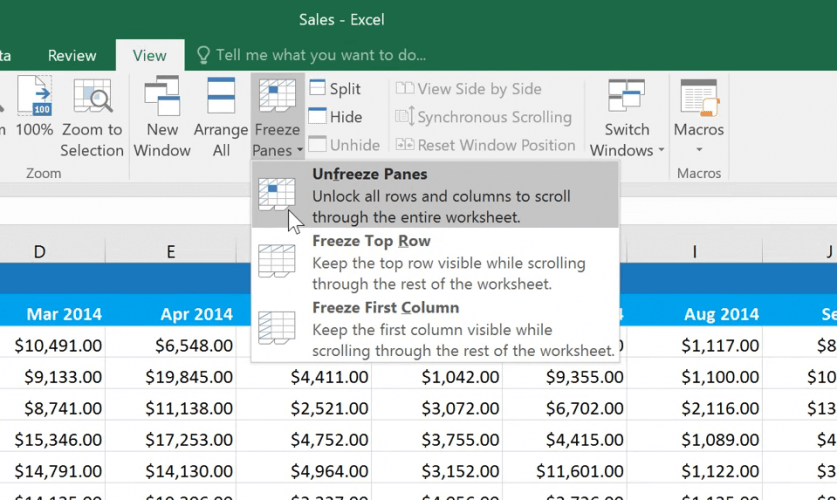 Sales - Excel
ta Review View Tell me what you want to do...
100 Split View Side by Side
Hide Synchronous Scrolling
m 100% Zoom to Selection New Window Arrange All Freeze Panes Unhide Reset Window Position Switch Windows Macros
Zoom Macros
Unfreeze Panes
Unlock all rows and columns to scroll
through the entire worksheet.
Freeze Top Row
Keep the top row visible while scrolling
through the rest of the worksheet.
Freeze First Column
Keep the first column visible while
scrolling through the rest of the worksheet.
D E I J
Mar 2014 Apr 2014 4 Aug 2014 Se
$10,491.00 $6,548.00 $1,117.00 $8
$9,133.00 $19,845.00 $4,411.00 $1,042.00 $9,355.00 $1,100.00 $10
$8,741.00 $11,138.00 $2,521.00 $3,072.00 $6,702.00 $2,116.00 $13
$15,346.00 $17,253.00 $4,752.00 $3,755.00 $4,415.00 $1,089.00 $4
$14,791.00 $14,130.00 $4,964.00 $3,152.00 $11,601.00 $1,122.00 $3